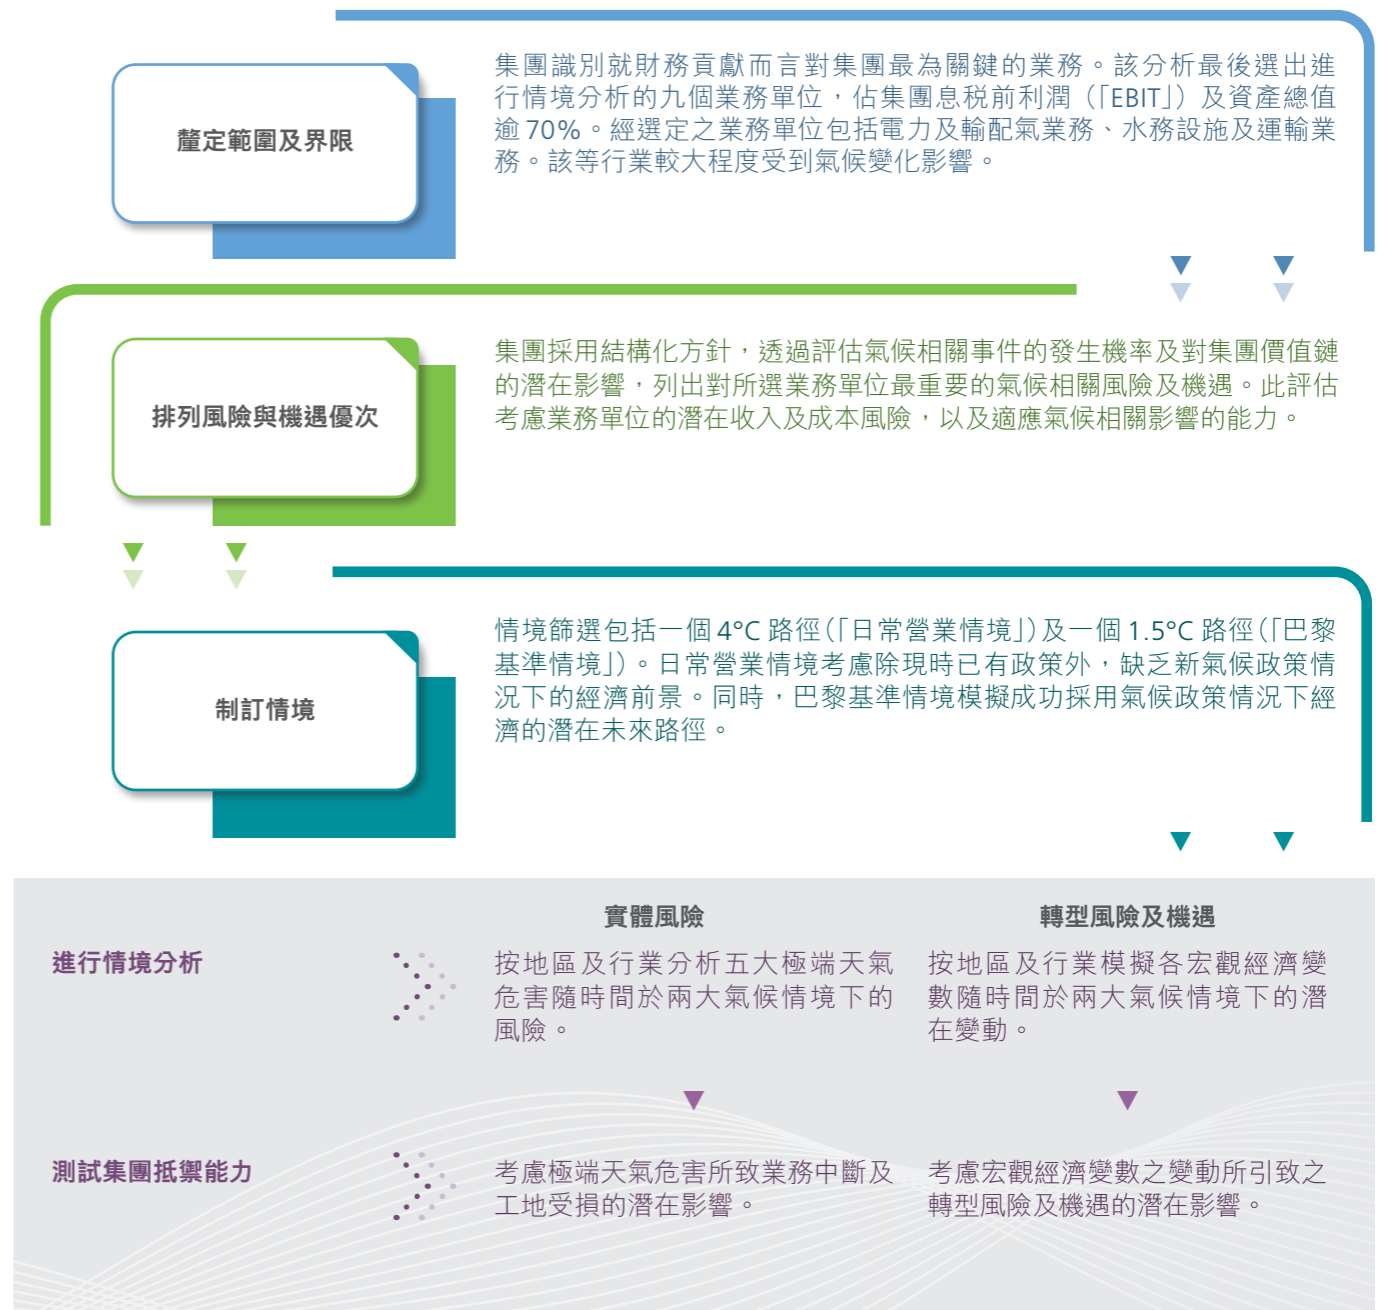 釐定範圍及界限
集團識別就財務貢獻而言對集團最為關鍵的業務。該分析最後選出進
行情境分析的九個業務單位，佔集團息税前利潤（「EBIT」）及資產總值
逾70%。經選定之業務單位包括電力及輸配氣業務、水務設施及運輸業
務。該等行業較大程度受到氣候變化影響。
排列風險與機遇優次
集團採用結構化方針，透過評估氣候相關事件的發生機率及對集團價值鏈
的潛在影響，列出對所選業務單位最重要的氣候相關風險及機遇。此評估
考慮業務單位的潛在收入及成本風險，以及適應氣候相關影響的能力。
制訂情境
情境篩選包括一個4°C 路徑（「日常營業情境」）及一個 1.5°C 路徑（「巴黎
基準情境」）。日常營業情境考慮除現時已有政策外，缺乏新氣候政策情
況下的經濟前景。同時，巴黎基準情境模擬成功採用氣候政策情況下經
濟的潛在未來路徑。
實體風險
轉型風險及機遇
進行情境分析
按地區及行業分析五大極端天氣
危害隨時間於兩大氣候情境下的
風險。
按地區及行業模擬各宏觀經濟變
數隨時間於兩大氣候情境下的潛
在變動。
測試集團抵禦能力
考慮極端天氣危害所致業務中斷及
工地受損的潛在影響。
考慮宏觀經濟變數之變動所引致之
轉型風險及機遇的潛在影響。